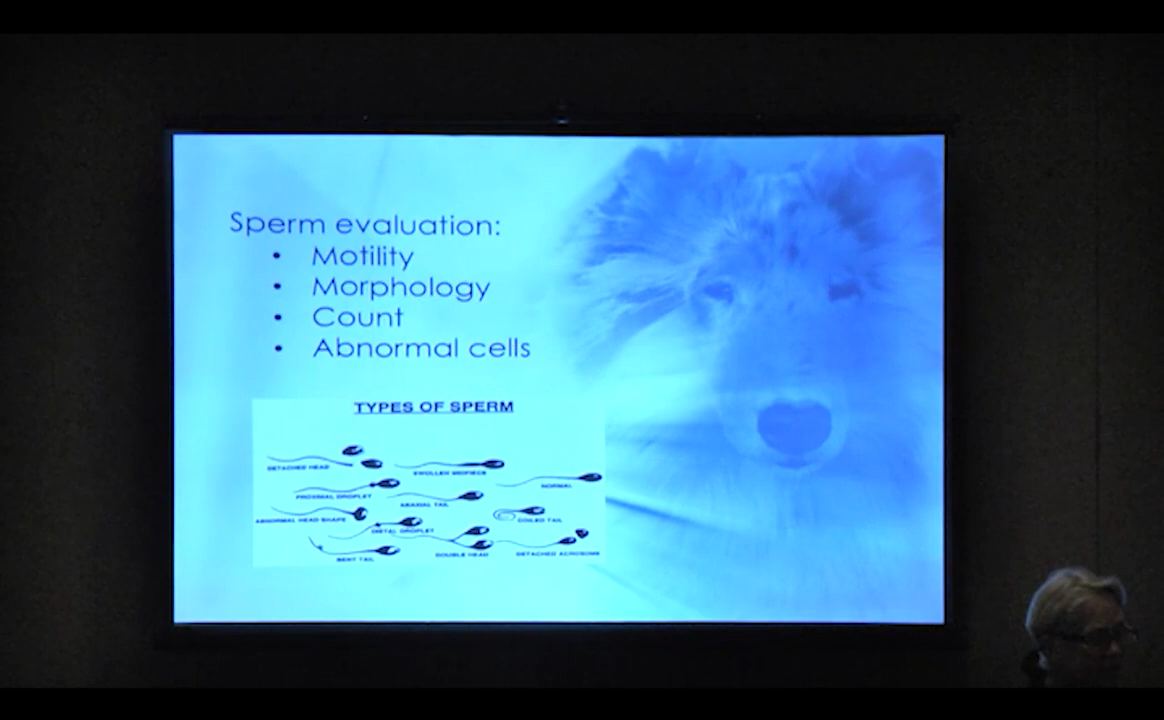 Sperm evaluation:
• Motility
• Morphology
• Count
• Abnormal cells
TYPES OF SPERM
DETACHED HEAD
SWOLLED MIDPIECE
NORMAL
PROXIMAL DROPLET
ABAXIAL TAIL
ABNORMAL HEAD SHAPE
DISTAL DROPLET
COILED TAIL
BENT TAIL
DOUBLE HEAD
DETACHED ACROSOME